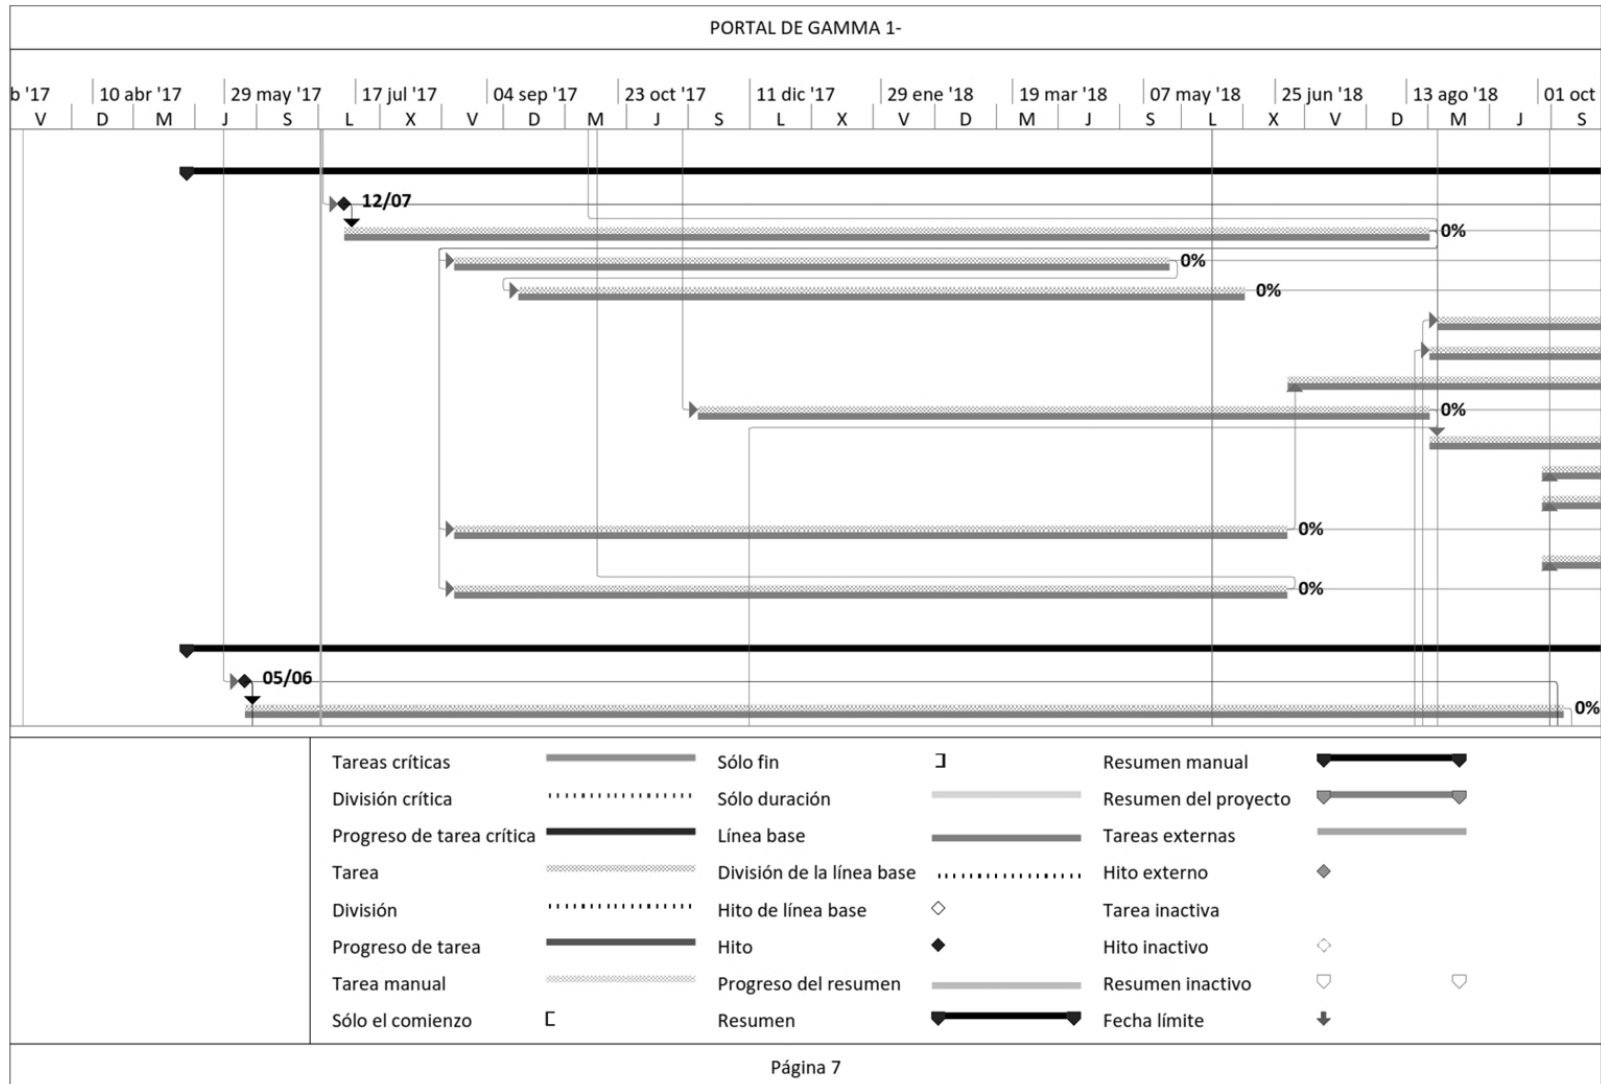 PORTAL DE GAMMA 1-
b '17 10 abr '17 29 may '17 17 jul '17 04 sep '17 23 oct '17 11 dic '17 29 ene '18 19 mar '18 07 may '18 25 jun '18 13 ago '18 01 oct
V D M J S L X V D M J S L X V D M J S L X V D M J S
12/07
0%
0%
0%
0%
0%
0%
05/06
0%
Tareas críticas Sólo fin Resumen manual
División crítica Sólo duración Resumen del proyecto
Progreso de tarea crítica Línea base Tareas externas
Tarea División de la línea base Hito externo
División Hito de línea base Tarea inactiva
Progreso de tarea Hito Hito inactivo
Tarea manual Progreso del resumen Resumen inactivo
Sólo el comienzo Resumen Fecha límite
Página 7